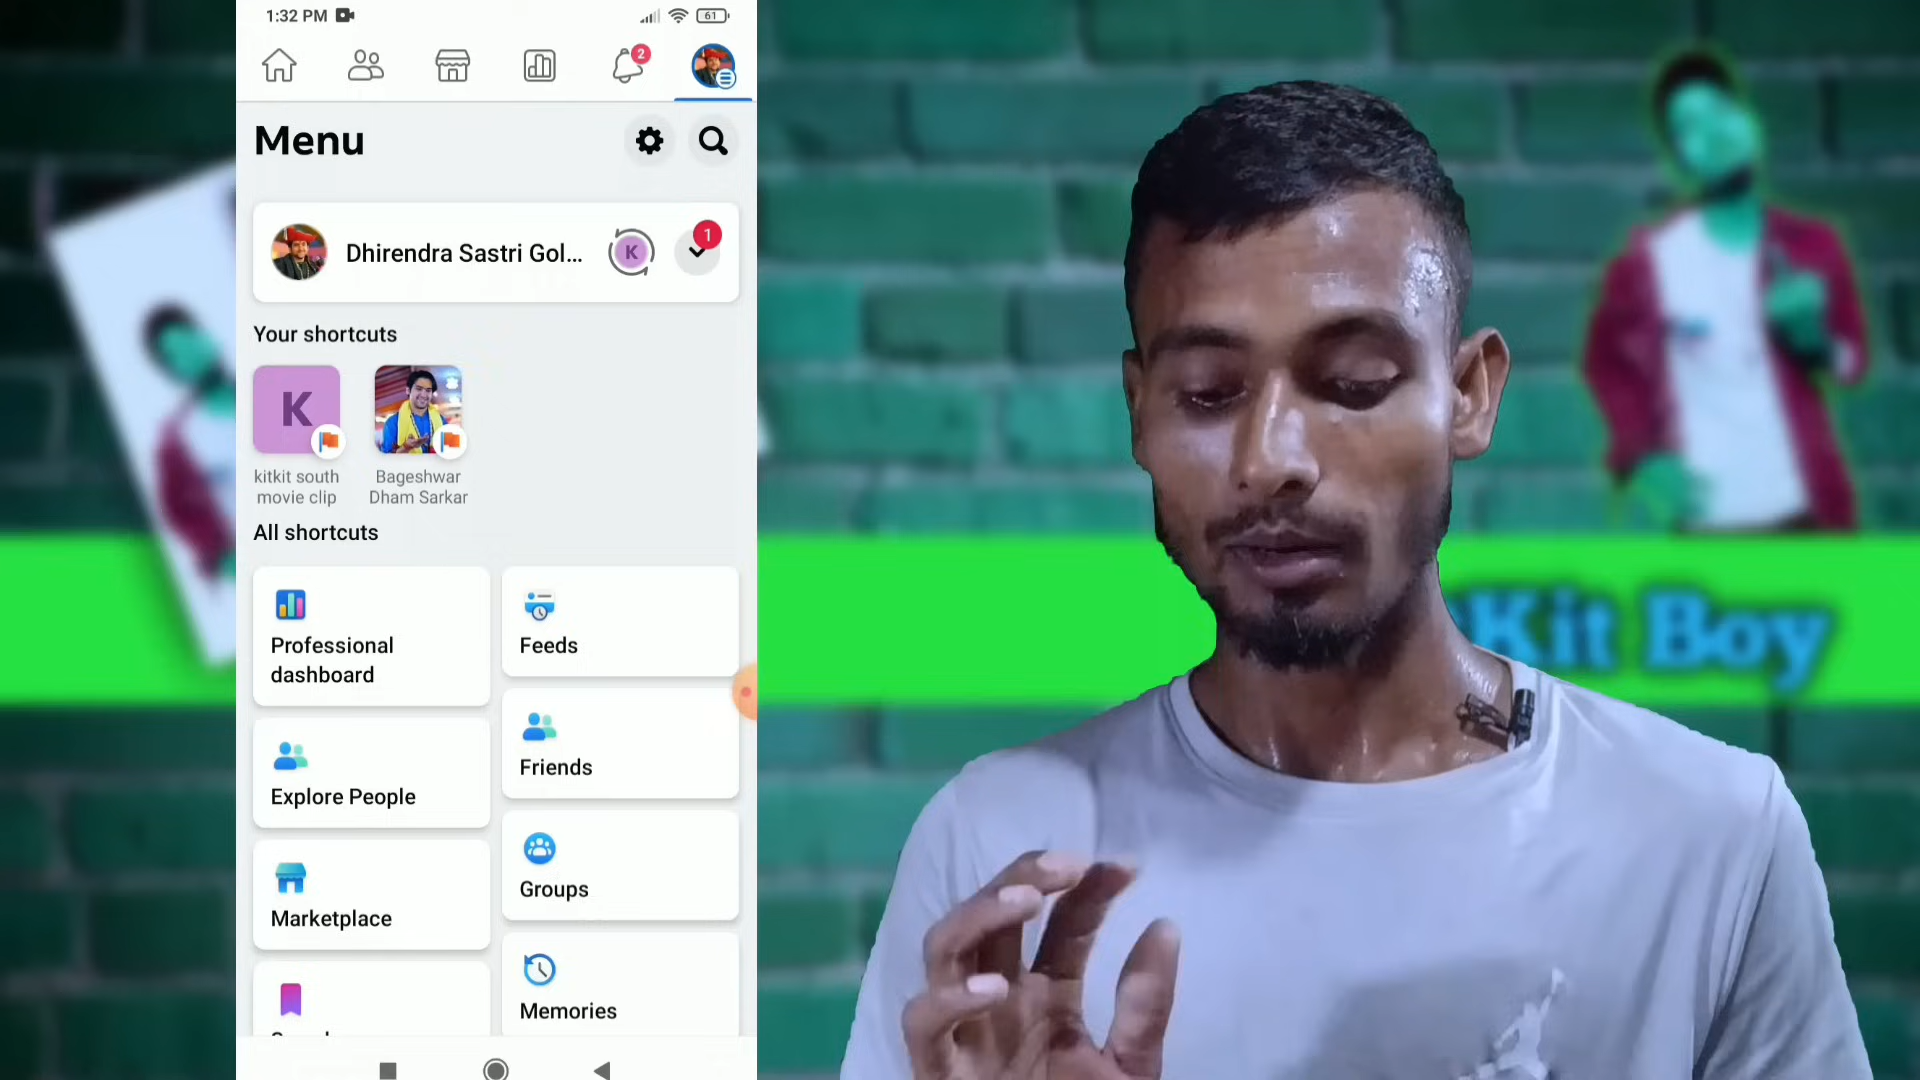 1:32 PM
61
2
Menu
Dhirendra Sastri Gol...
K
1
Your shortcuts
K
kitkit south
movie clip
Bageshwar
Dham Sarkar
All shortcuts
Professional
dashboard
Feeds
Explore People
Friends
Marketplace
Groups
Memories
Kit Boy